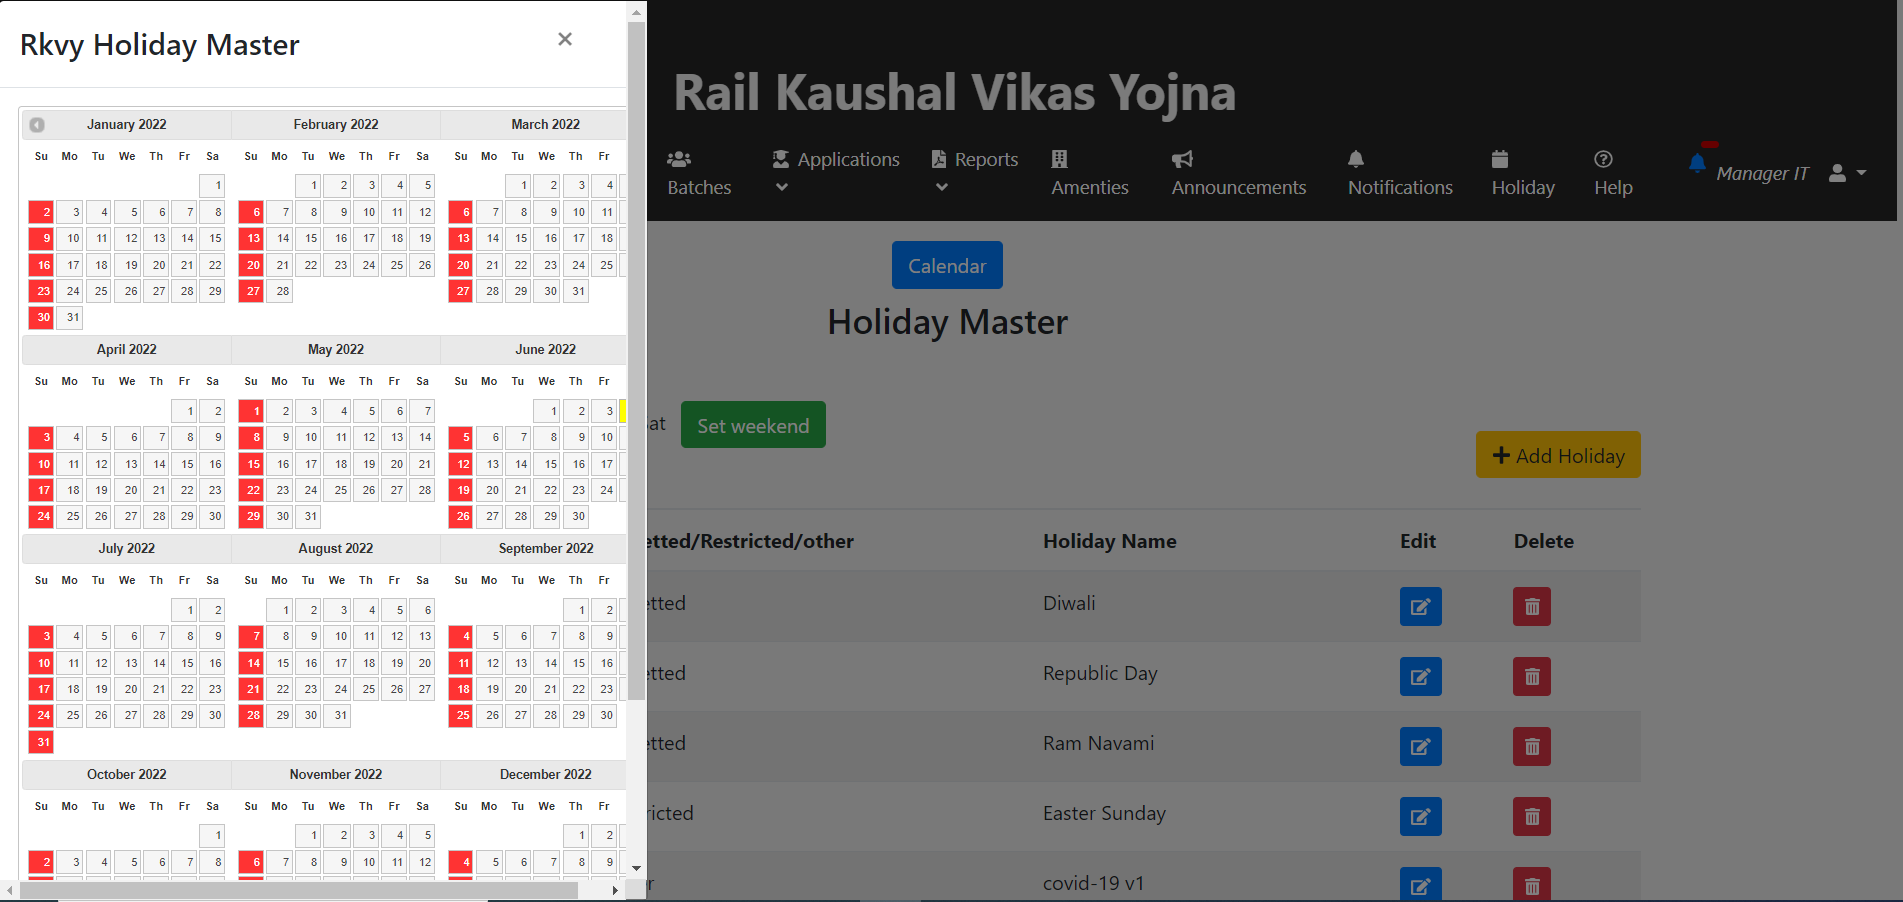 Rkvy Holiday Master ×
January 2022 February 2022 March 2022
Su Mo Tu We Th Fr Sa Su Mo Tu We Th Fr Sa Su Mo Tu We Th Fr
1 1 2 3 4 5 1 2 3 4
2 3 4 5 6 7 8 6 7 8 9 10 11 12 6 7 8 9 10 11
9 10 11 12 13 14 15 13 14 15 16 17 18 19 13 14 15 16 17 18
16 17 18 19 20 21 22 20 21 22 23 24 25 26 20 21 22 23 24 25
23 24 25 26 27 28 29 27 28 27 28 29 30 31
30 31
April 2022 May 2022 June 2022
Su Mo Tu We Th Fr Sa Su Mo Tu We Th Fr Sa Su Mo Tu We Th Fr
1 2 1 2 3 4 5 6 7 1 2 3
3 4 5 6 7 8 9 8 9 10 11 12 13 14 5 6 7 8 9 10
10 11 12 13 14 15 16 15 16 17 18 19 20 21 12 13 14 15 16 17
17 18 19 20 21 22 23 22 23 24 25 26 27 28 19 20 21 22 23 24
24 25 26 27 28 29 30 29 30 31 26 27 28 29 30
July 2022 August 2022 September 2022
Su Mo Tu We Th Fr Sa Su Mo Tu We Th Fr Sa Su Mo Tu We Th Fr
1 2 1 2 3 4 5 6 1 2
3 4 5 6 7 8 9 7 8 9 10 11 12 13 4 5 6 7 8 9
10 11 12 13 14 15 16 14 15 16 17 18 19 20 11 12 13 14 15 16
17 18 19 20 21 22 23 21 22 23 24 25 26 27 18 19 20 21 22 23
24 25 26 27 28 29 30 28 29 30 31 25 26 27 28 29 30
31
October 2022 November 2022 December 2022
Su Mo Tu We Th Fr Sa Su Mo Tu We Th Fr Sa Su Mo Tu We Th Fr
1 1 2 3 4 5 1 2
2 3 4 5 6 7 8 6 7 8 9 10 11 12 4 5 6 7 8 9
Rail Kaushal Vikas Yojna
Batches Applications Reports Amenties Announcements Notifications Holiday Help Manager IT
Calendar
Holiday Master
at Set weekend
+ Add Holiday
etted/Restricted/other Holiday Name Edit Delete
etted Diwali
etted Republic Day
etted Ram Navami
ricted Easter Sunday
r covid-19 v1